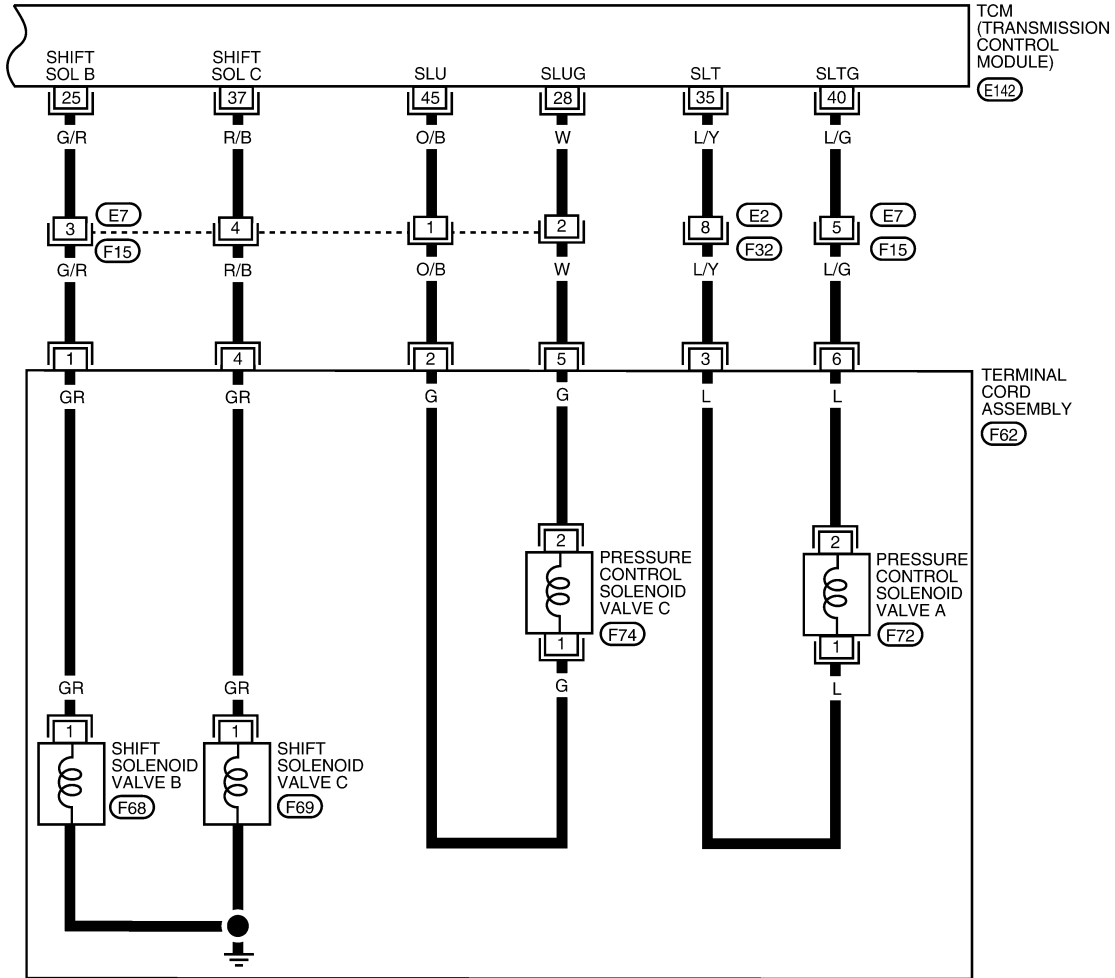 TCM
(TRANSMISSION
CONTROL
MODULE)
E142
SHIFT
SOL B
SHIFT
SOL C
SLU
SLUG
SLT
SLTG
25
37
45
28
35
40
G/R
R/B
O/B
W
L/Y
L/G
3
E7
F15
4
1
2
8
E2
F32
5
E7
F15
G/R
R/B
O/B
W
L/Y
L/G
1
4
2
5
3
6
TERMINAL
CORD
ASSEMBLY
F62
GR
GR
G
G
L
L
2
PRESSURE
CONTROL
SOLENOID
VALVE C
F74
1
G
2
PRESSURE
CONTROL
SOLENOID
VALVE A
F72
1
L
GR
GR
1
SHIFT
SOLENOID
VALVE B
F68
1
SHIFT
SOLENOID
VALVE C
F69